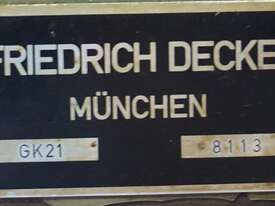 FRIEDRICH DECKE
MÜNCHEN
GK21 8113